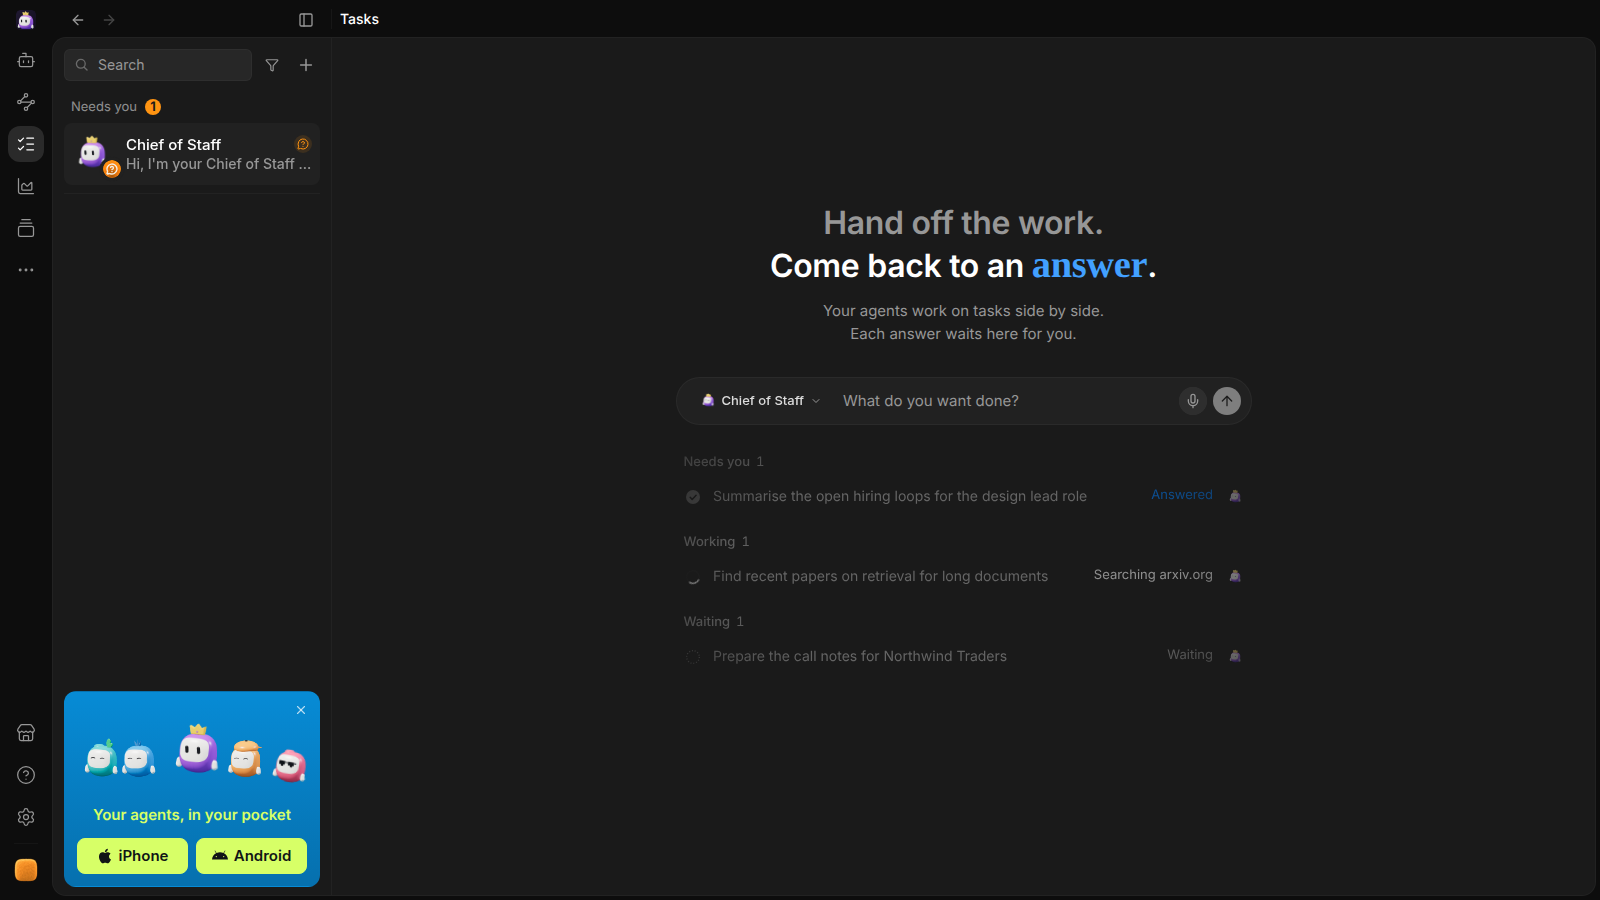 Tasks
Search
Needs you 1
Chief of Staff
Hi, I'm your Chief of Staff ...
Hand off the work.
Come back to an answer.
Your agents work on tasks side by side.
Each answer waits here for you.
Chief of Staff
What do you want done?
Needs you 1
Summarise the open hiring loops for the design lead role
Answered
Working 1
Find recent papers on retrieval for long documents
Searching arxiv.org
Waiting 1
Prepare the call notes for Northwind Traders
Waiting
Your agents, in your pocket
iPhone
Android